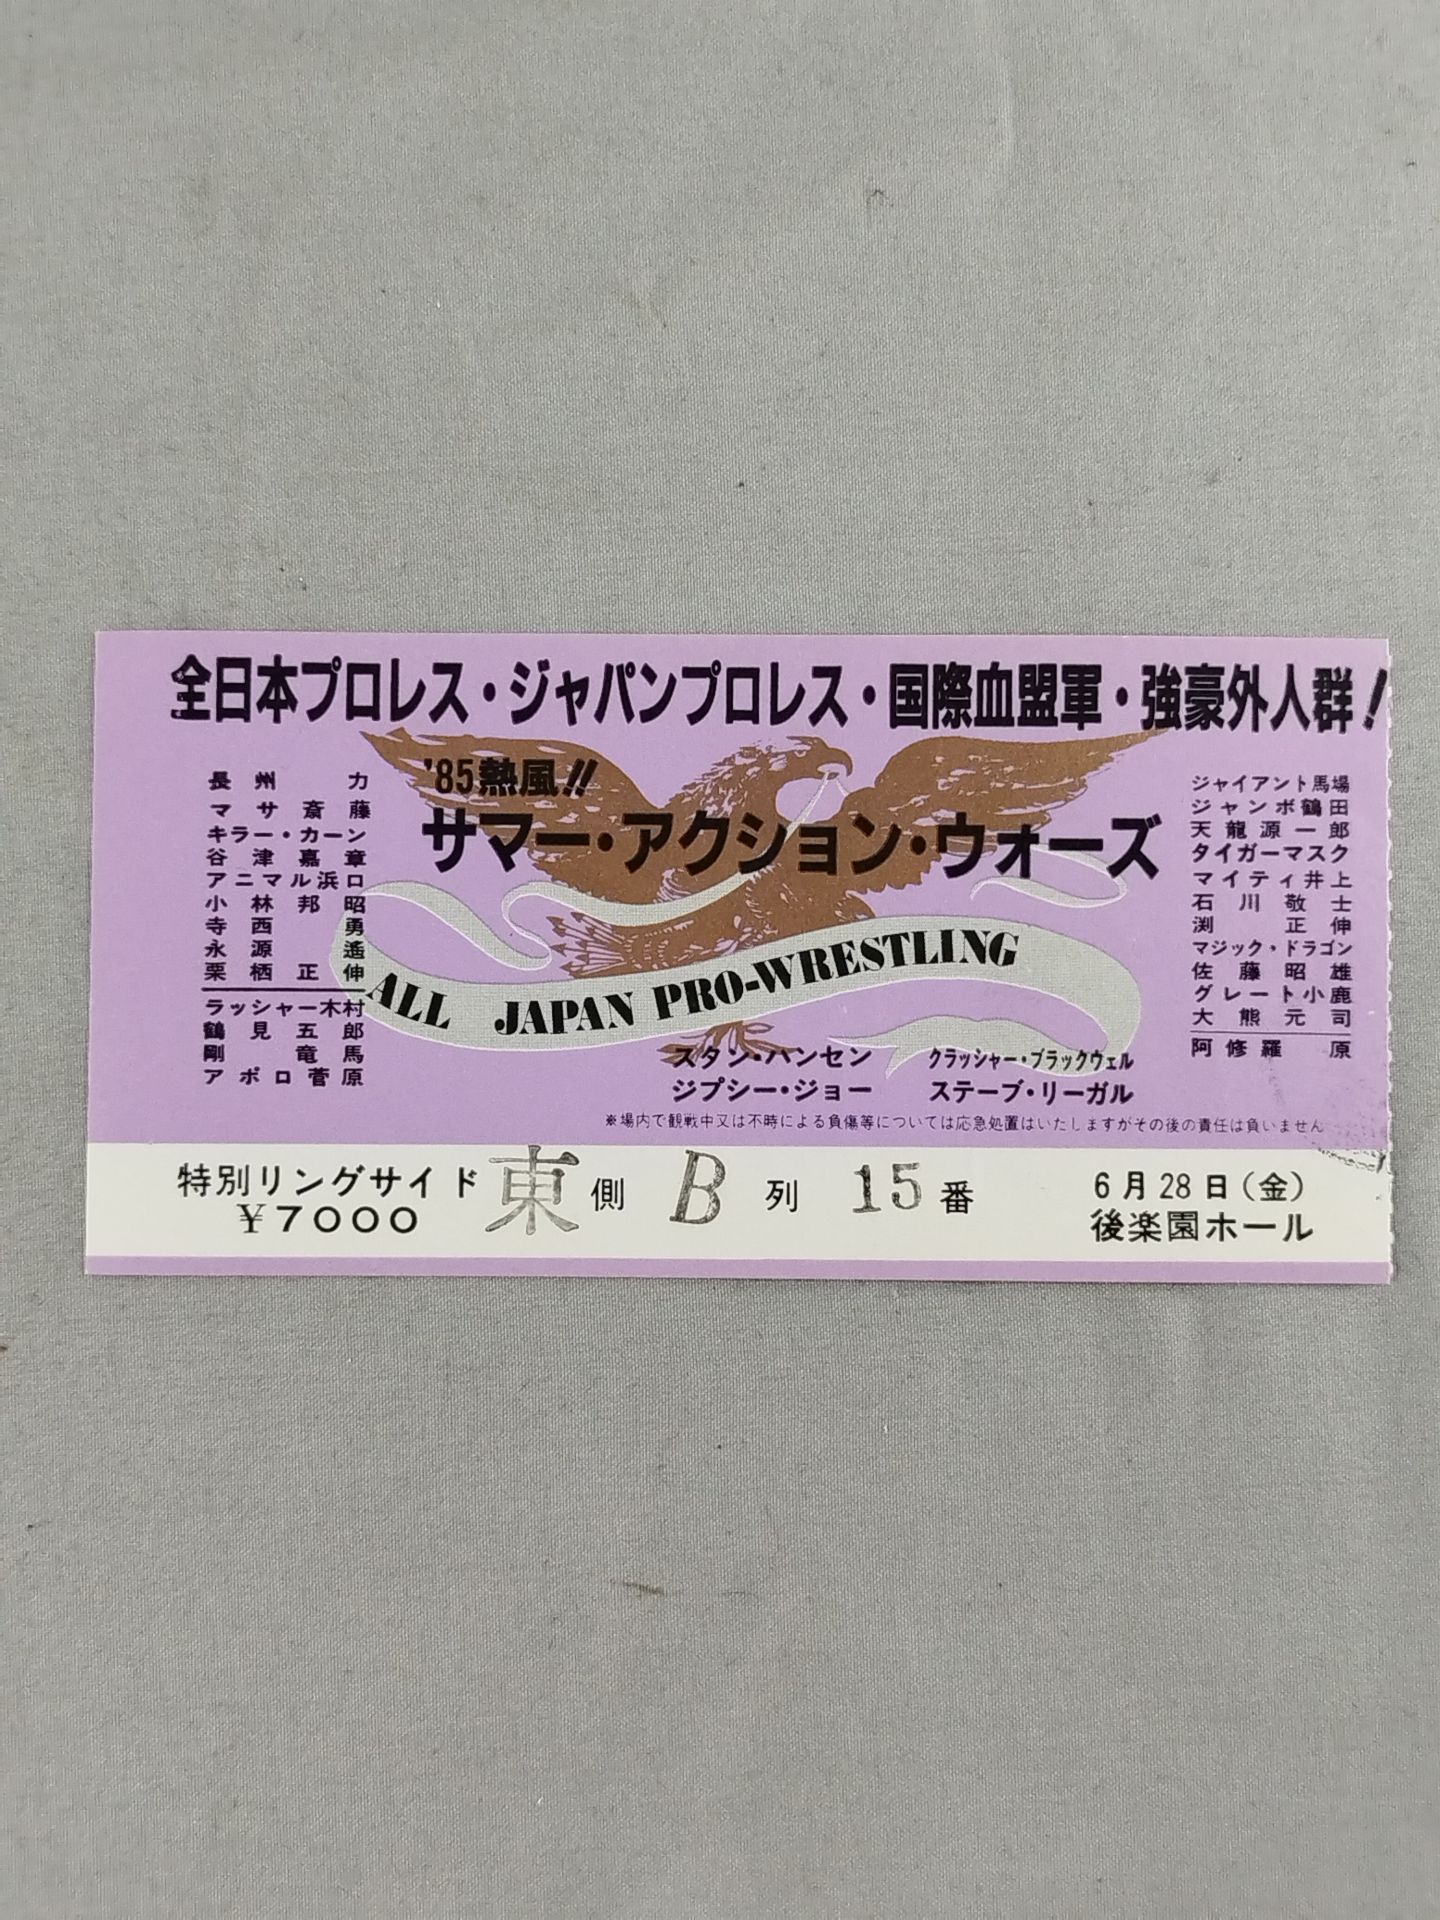 全日本プロレス・ジャパンプロレス・国際血盟軍・強豪外人群!
'85熱風!!
サマー・アクション・ウォーズ
長州力
マサ斎藤
キラー・カーン
谷津嘉章
アニマル浜口
小林邦昭
寺西勇
永源遙
栗栖正伸
ラッシャー木村
鶴見五郎
剛竜馬
アポロ菅原
ALL JAPAN PRO-WRESTLING
スタン・ハンセン
クラッシャー・ブラックウェル
ジプシー・ジョー
ステーブ・リーガル
ジャイアント馬場
ジャンボ鶴田
天龍源一郎
タイガーマスク
マイティ井上
石川敬士
渕正伸
マジック・ドラゴン
佐藤昭雄
グレート小鹿
大熊元司
阿修羅原
※場内で観戦中又は不時による負傷等については応急処置はいたしますがその後の責任は負いません
特別リングサイド 東側 B列 15番
¥7000
6月28日(金)
後楽園ホール